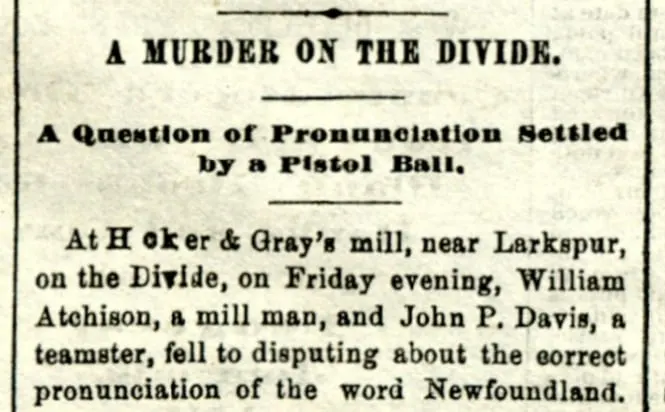 A MURDER ON THE DIVIDE.
A Question of Pronunciation Settled
by a Pistol Ball.
At H oker & Gray's mill, near Larkspur,
on the Divide, on Friday evening, William
Atchison, a mill man, and John P. Davis, a
teamster, fell to disputing about the correct
pronunciation of the word Newfoundland.